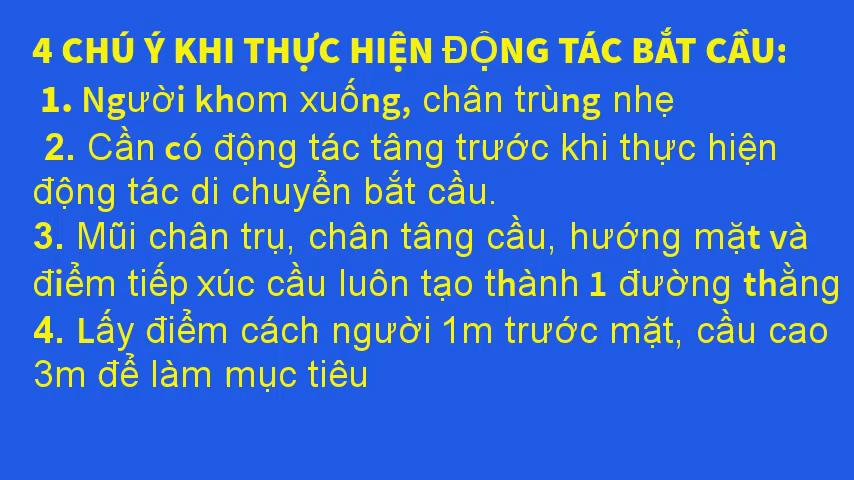 4 CHÚ Ý KHI THỰC HIỆN ĐỘNG TÁC BẮT CẦU:
1. Người khom xuống, chân trùng nhẹ
2. Cần có động tác tâng trước khi thực hiện
động tác di chuyển bắt cầu.
3. Mũi chân trụ, chân tâng cầu, hướng mặt và
điểm tiếp xúc cầu luôn tạo thành 1 đường thằng
4. Lấy điểm cách người 1m trước mặt, cầu cao
3m để làm mục tiêu